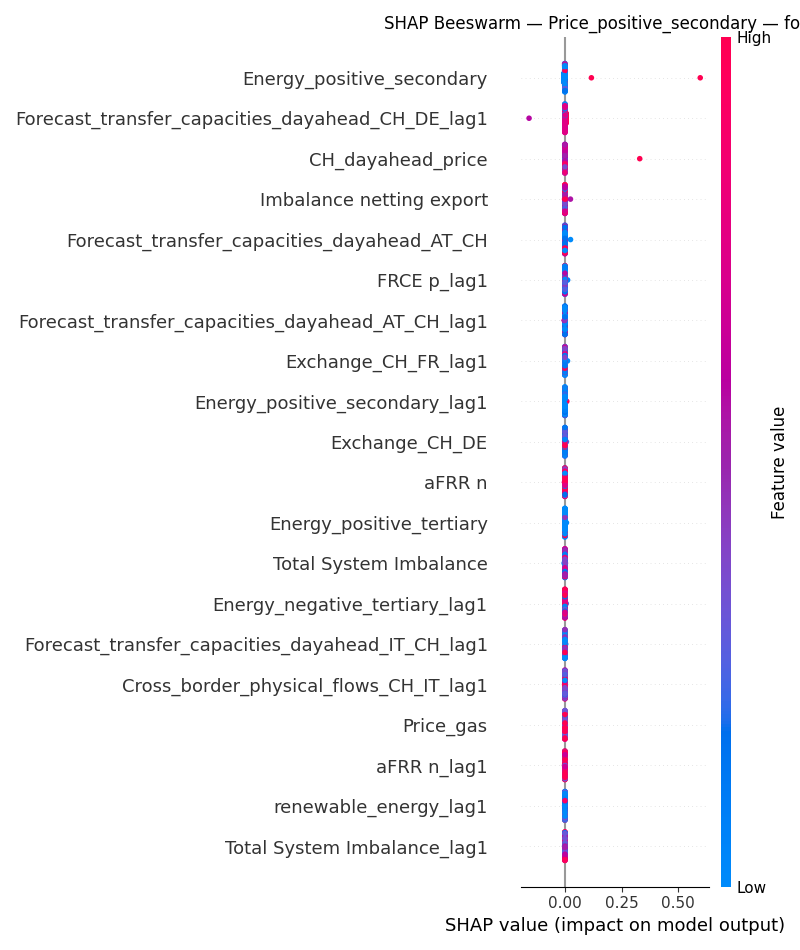 SHAP Beeswarm — Price_positive_secondary — fo
High
Energy_positive_secondary
Forecast_transfer_capacities_dayahead_CH_DE_lag1
CH_dayahead_price
Imbalance netting export
Forecast_transfer_capacities_dayahead_AT_CH
FRCE p_lag1
Forecast_transfer_capacities_dayahead_AT_CH_lag1
Exchange_CH_FR_lag1
Energy_positive_secondary_lag1
Exchange_CH_DE
aFRR n
Energy_positive_tertiary
Total System Imbalance
Energy_negative_tertiary_lag1
Forecast_transfer_capacities_dayahead_IT_CH_lag1
Cross_border_physical_flows_CH_IT_lag1
Price_gas
aFRR n_lag1
renewable_energy_lag1
Total System Imbalance_lag1
Feature value
Low
0.00 0.25 0.50
SHAP value (impact on model output)